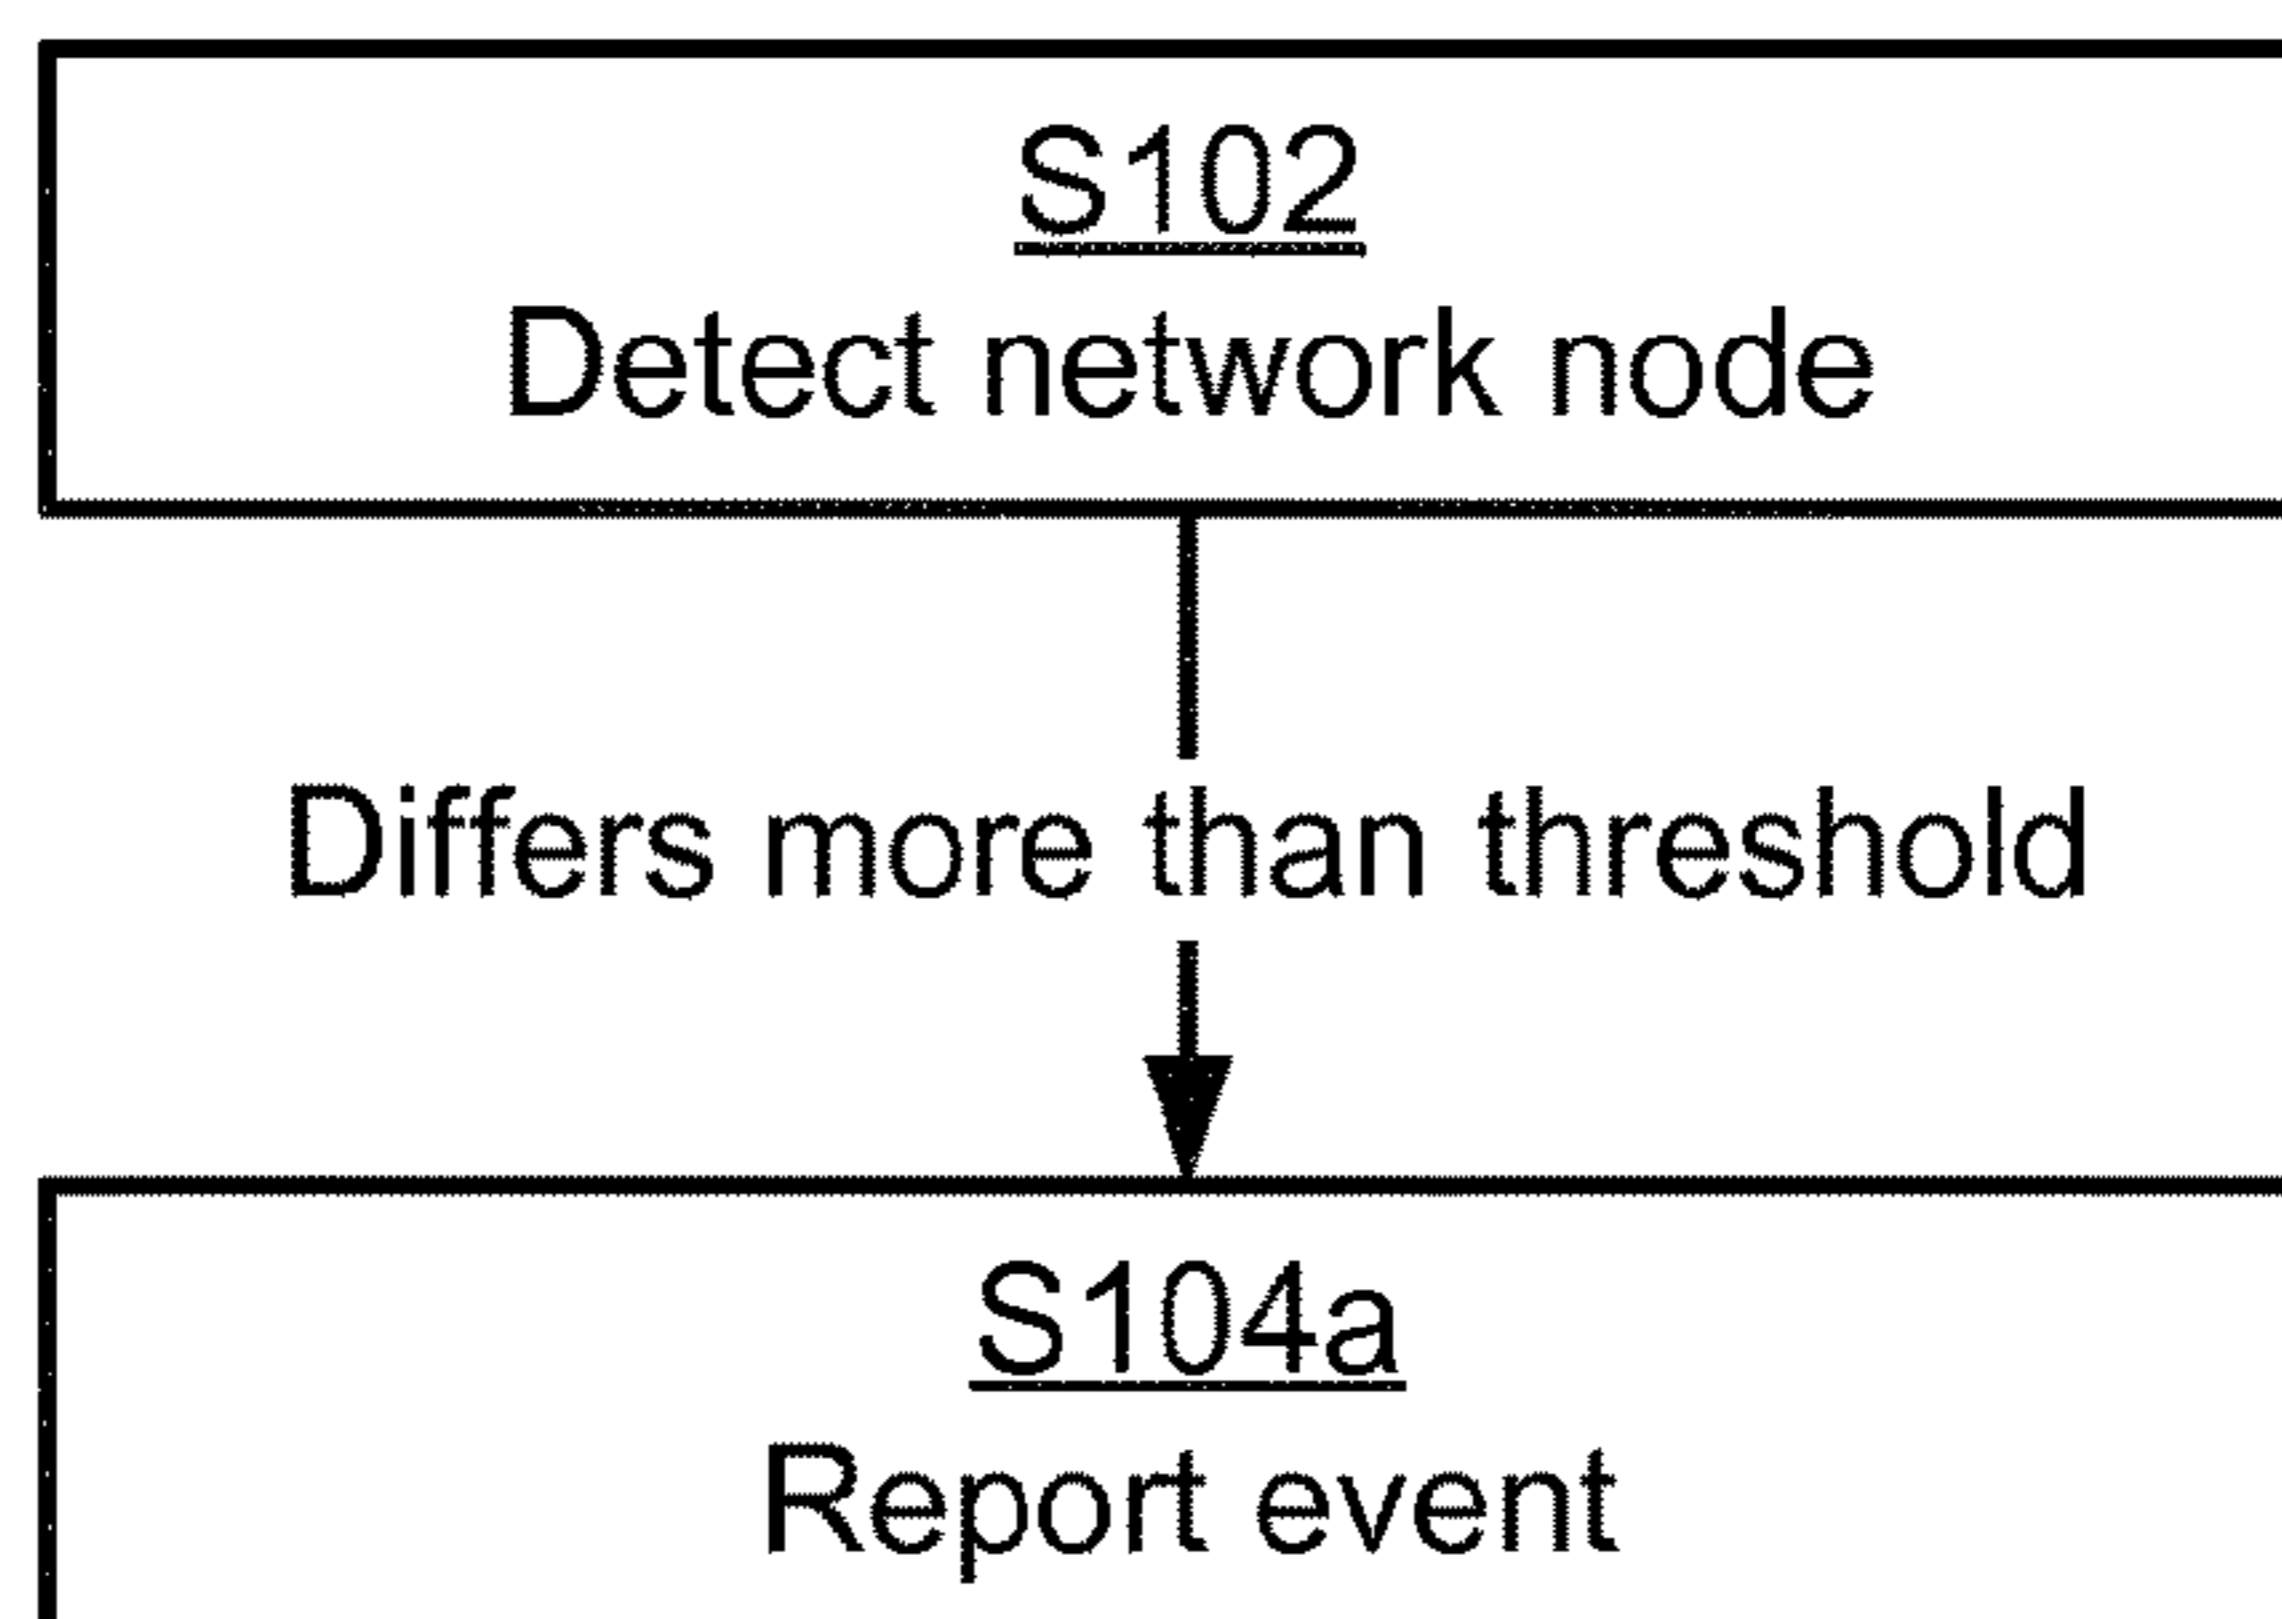 S102
Detect network node
Differs more than threshold
S104a
Report event